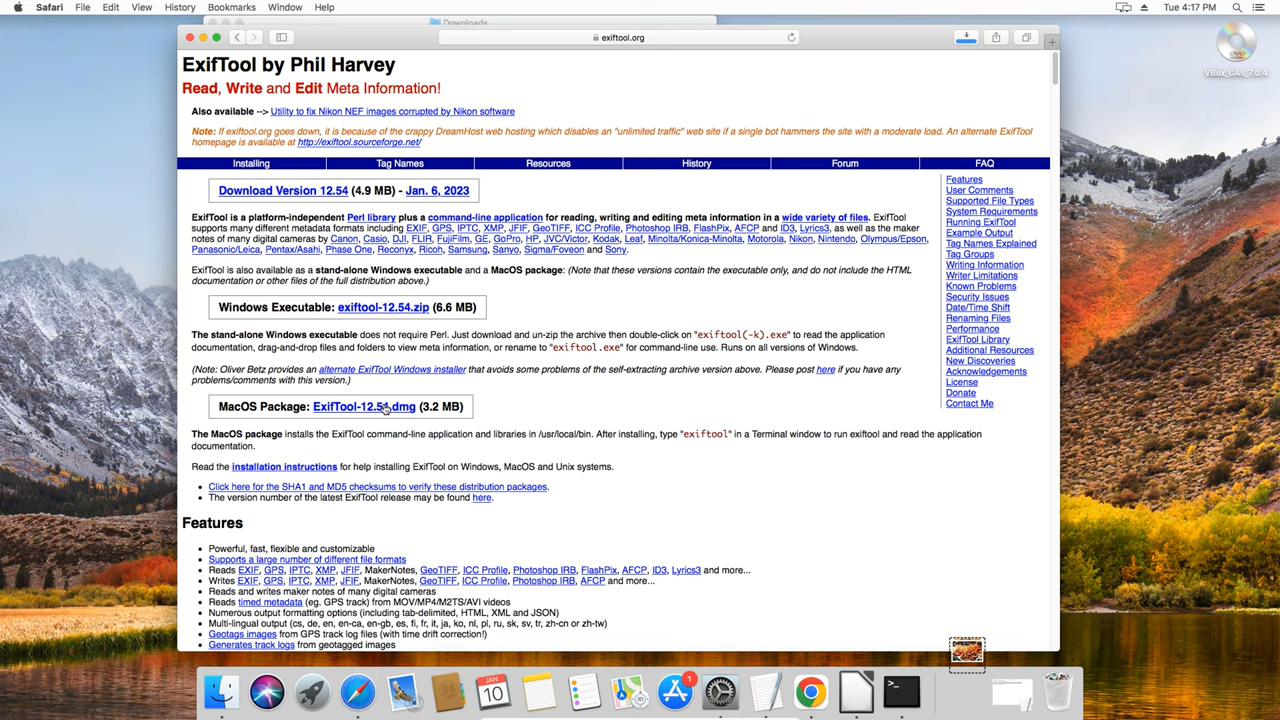 Safari File Edit View History Bookmarks Window Help Tue 4:17 PM
Downloads
exiftool.org
VBox_GAs_7.0.4
ExifTool by Phil Harvey
Read, Write and Edit Meta Information!
Also available --> Utility to fix Nikon NEF images corrupted by Nikon software
Note: If exiftool.org goes down, it is because of the crappy DreamHost web hosting which disables an "unlimited traffic" web site if a single bot hammers the site with a moderate load. An alternate ExifTool
homepage is available at http://exiftool.sourceforge.net/
Installing Tag Names Resources History Forum FAQ
Download Version 12.54 (4.9 MB) - Jan. 6, 2023
ExifTool is a platform-independent Perl library plus a command-line application for reading, writing and editing meta information in a wide variety of files. ExifTool
supports many different metadata formats including EXIF, GPS, IPTC, XMP, JFIF, GeoTIFF, ICC Profile, Photoshop IRB, FlashPix, AFCP and ID3, Lyrics3, as well as the maker
notes of many digital cameras by Canon, Casio, DJI, FLIR, FujiFilm, GE, GoPro, HP, JVC/Victor, Kodak, Leaf, Minolta/Konica-Minolta, Motorola, Nikon, Nintendo, Olympus/Epson,
Panasonic/Leica, Pentax/Asahi, Phase One, Reconyx, Ricoh, Samsung, Sanyo, Sigma/Foveon and Sony.
ExifTool is also available as a stand-alone Windows executable and a MacOS package: (Note that these versions contain the executable only, and do not include the HTML
documentation or other files of the full distribution above.)
Windows Executable: exiftool-12.54.zip (6.6 MB)
The stand-alone Windows executable does not require Perl. Just download and un-zip the archive then double-click on "exiftool(-k).exe" to read the application
documentation, drag-and-drop files and folders to view meta information, or rename to "exiftool.exe" for command-line use. Runs on all versions of Windows.
(Note: Oliver Betz provides an alternate ExifTool Windows installer that avoids some problems of the self-extracting archive version above. Please post here if you have any
problems/comments with this version.)
MacOS Package: ExifTool-12.54.dmg (3.2 MB)
The MacOS package installs the ExifTool command-line application and libraries in /usr/local/bin. After installing, type "exiftool" in a Terminal window to run exiftool and read the application
documentation.
Read the installation instructions for help installing ExifTool on Windows, MacOS and Unix systems.
• Click here for the SHA1 and MD5 checksums to verify these distribution packages.
• The version number of the latest ExifTool release may be found here.
Features
• Powerful, fast, flexible and customizable
• Supports a large number of different file formats
• Reads EXIF, GPS, IPTC, XMP, JFIF, MakerNotes, GeoTIFF, ICC Profile, Photoshop IRB, FlashPix, AFCP, ID3, Lyrics3 and more...
• Writes EXIF, GPS, IPTC, XMP, JFIF, MakerNotes, GeoTIFF, ICC Profile, Photoshop IRB, AFCP and more...
• Reads and writes maker notes of many digital cameras
• Reads timed metadata (eg. GPS track) from MOV/MP4/M2TS/AVI videos
• Numerous output formatting options (including tab-delimited, HTML, XML and JSON)
• Multi-lingual output (cs, de, en, en-ca, en-gb, es, fi, fr, it, ja, ko, nl, pl, ru, sk, sv, tr, zh-cn or zh-tw)
• Geotags images from GPS track log files (with time drift correction!)
• Generates track logs from geotagged images
Features
User Comments
Supported File Types
System Requirements
Running ExifTool
Example Output
Tag Names Explained
Tag Groups
Writing Information
Writer Limitations
Known Problems
Security Issues
Date/Time Shift
Renaming Files
Performance
ExifTool Library
Additional Resources
New Discoveries
Acknowledgements
License
Donate
Contact Me
JAN
10
1